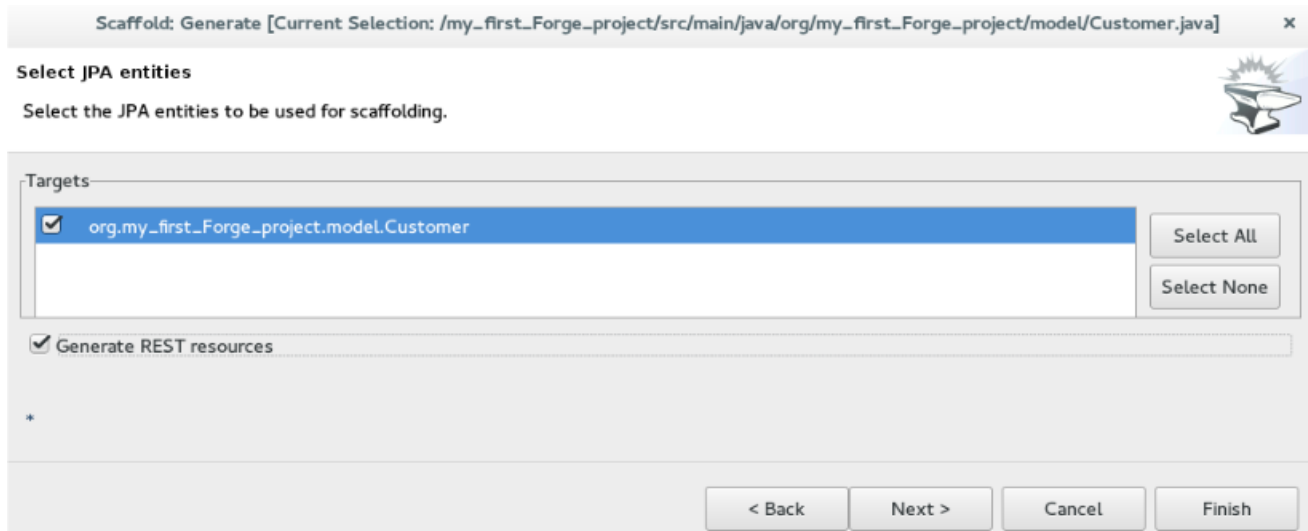 Scaffold: Generate [Current Selection: /my_first_Forge_project/src/main/java/org/my_first_Forge_project/model/Customer.java] ×
Select JPA entities
Select the JPA entities to be used for scaffolding.
Targets
org.my_first_Forge_project.model.Customer
Select All
Select None
Generate REST resources
*
< Back Next > Cancel Finish